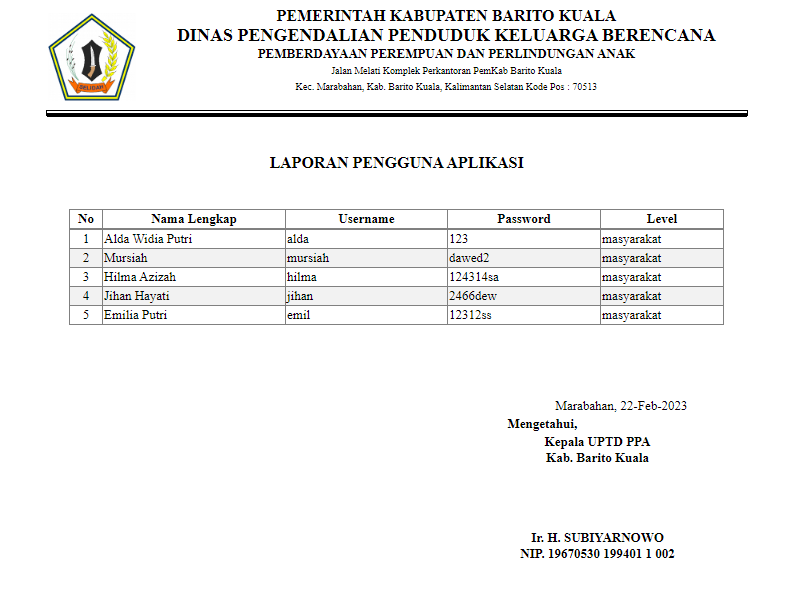 PEMERINTAH KABUPATEN BARITO KUALA
DINAS PENGENDALIAN PENDUDUK KELUARGA BERENCANA
PEMBERDAYAAN PEREMPUAN DAN PERLINDUNGAN ANAK
Jalan Melati Komplek Perkantoran PemKab Barito Kuala
Kec. Marabahan, Kab. Barito Kuala, Kalimantan Selatan Kode Pos : 70513
SELIDAH
LAPORAN PENGGUNA APLIKASI
No Nama Lengkap Username Password Level
1 Alda Widia Putri alda 123 masyarakat
2 Mursiah mursiah dawed2 masyarakat
3 Hilma Azizah hilma 124314sa masyarakat
4 Jihan Hayati jihan 2466dew masyarakat
5 Emilia Putri emil 12312ss masyarakat
Marabahan, 22-Feb-2023
Mengetahui,
Kepala UPTD PPA
Kab. Barito Kuala
Ir. H. SUBIYARNOWO
NIP. 19670530 199401 1 002